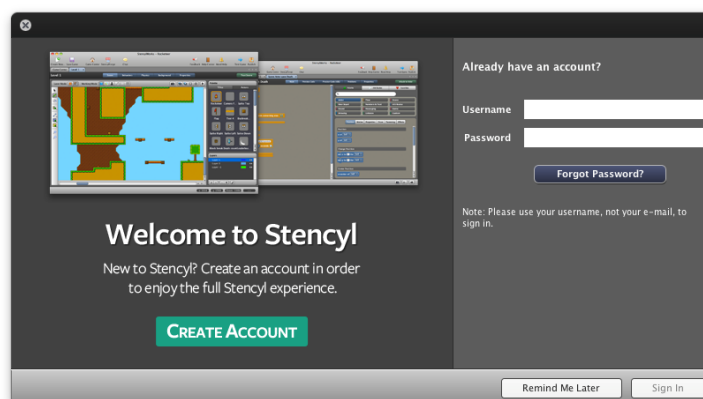 Welcome to Stencyl
New to Stencyl? Create an account in order
to enjoy the full Stencyl experience.
CREATE ACCOUNT
Already have an account?
Username
Password
Forgot Password?
Note: Please use your username, not your e-mail, to
sign in.
Remind Me Later
Sign In